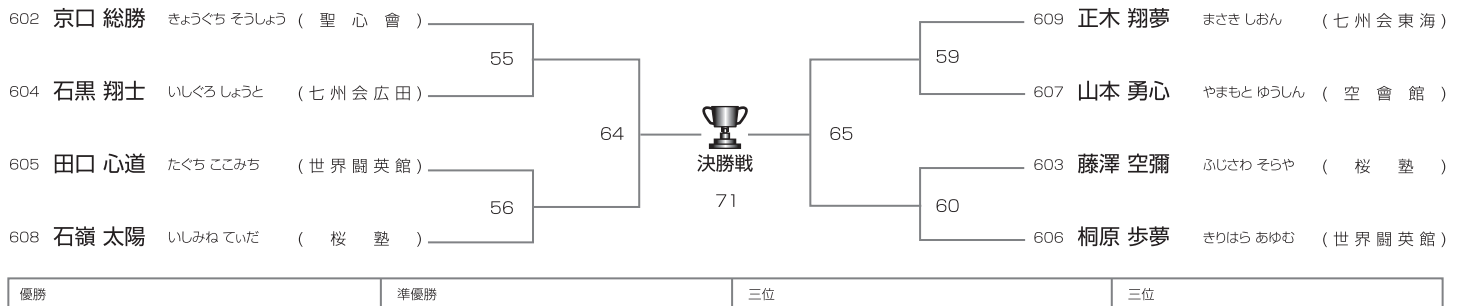 602 京口 総勝 きょうぐち そうしょう ( 聖 心 會 )
55
604 石黒 翔士 いしぐろ しょうと ( 七 州 会 広 田 )
64
605 田口 心道 たぐち ここみち ( 世 界 闘 英 館 )
56
608 石嶺 太陽 いしみね てぃだ ( 桜 塾 )
決勝戦
71
609 正木 翔夢 まさき しおん ( 七 州 会 東 海 )
59
607 山本 勇心 やまもと ゆうしん ( 空 會 館 )
65
603 藤澤 空彌 ふじさわ そらや ( 桜 塾 )
60
606 桐原 歩夢 きりはら あゆむ ( 世 界 闘 英 館 )
優勝 準優勝 三位 三位